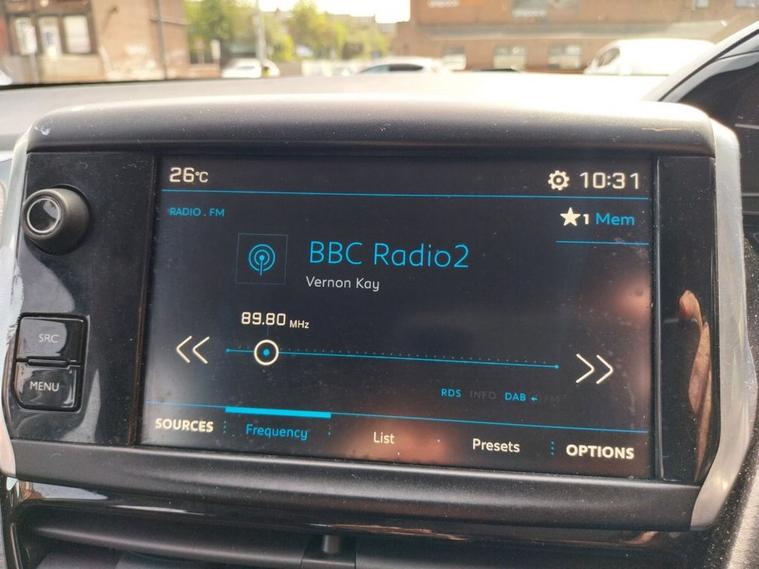 26°C
10:31
RADIO . FM
1 Mem
BBC Radio2
Vernon Kay
89.80 MHz
SRC
MENU
RDS INFO DAB FM
SOURCES Frequency List Presets OPTIONS